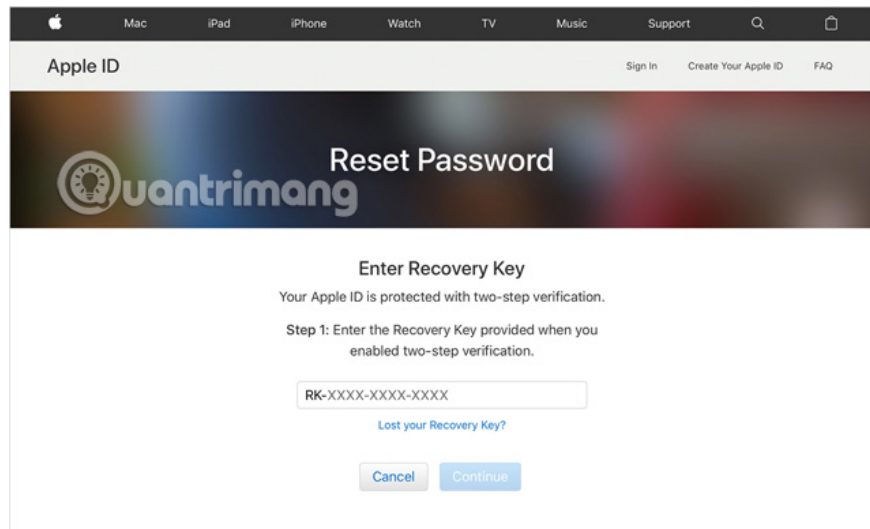 Mac iPad iPhone Watch TV Music Support
Apple ID Sign In Create Your Apple ID FAQ
Reset Password
Quantrimang
Enter Recovery Key
Your Apple ID is protected with two-step verification.
Step 1: Enter the Recovery Key provided when you
enabled two-step verification.
RK-XXXX-XXXX-XXXX
Lost your Recovery Key?
Cancel Continue